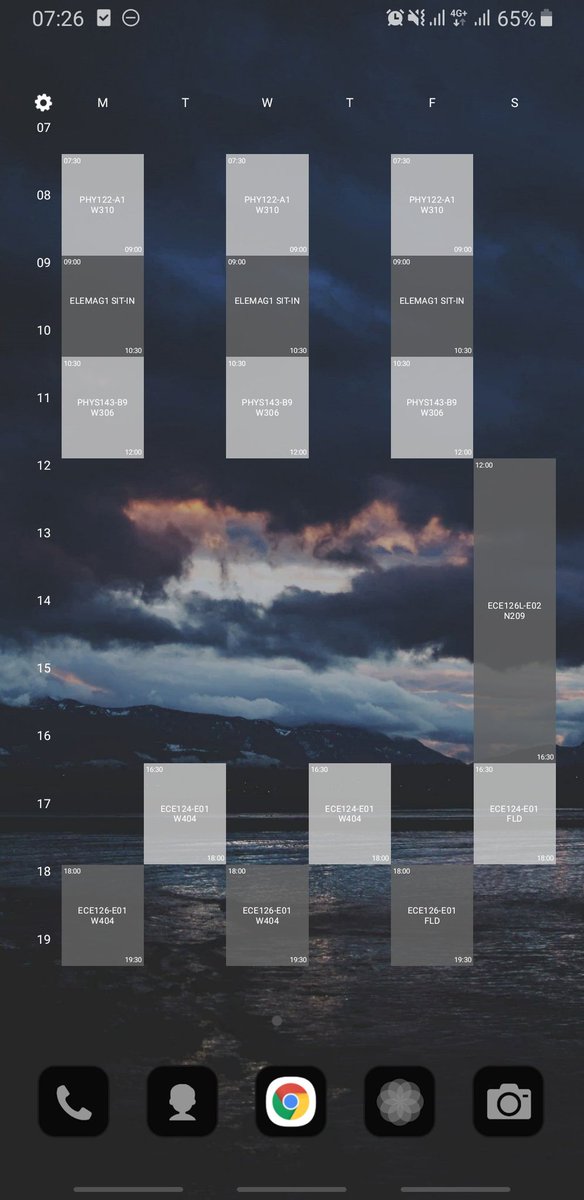 07:26
4G+
65%
M T W T F S
07
07:30 07:30 07:30
08
PHY122-A1 PHY122-A1 PHY122-A1
W310 W310 W310
09:00 09:00 09:00
09
09:00 09:00 09:00
ELEMAG1 SIT-IN ELEMAG1 SIT-IN ELEMAG1 SIT-IN
10
10:30 10:30 10:30
10:30 10:30 10:30
11
PHYS143-B9 PHYS143-B9 PHYS143-B9
W306 W306 W306
12:00 12:00 12:00
12
12:00
13
14
ECE126L-E02
N209
15
16
16:30
16:30 16:30 16:30
17
ECE124-E01 ECE124-E01 ECE124-E01
W404 W404 FLD
18:00 18:00 18:00
18
18:00 18:00 18:00
ECE126-E01 ECE126-E01 ECE126-E01
W404 W404 FLD
19
19:30 19:30 19:30